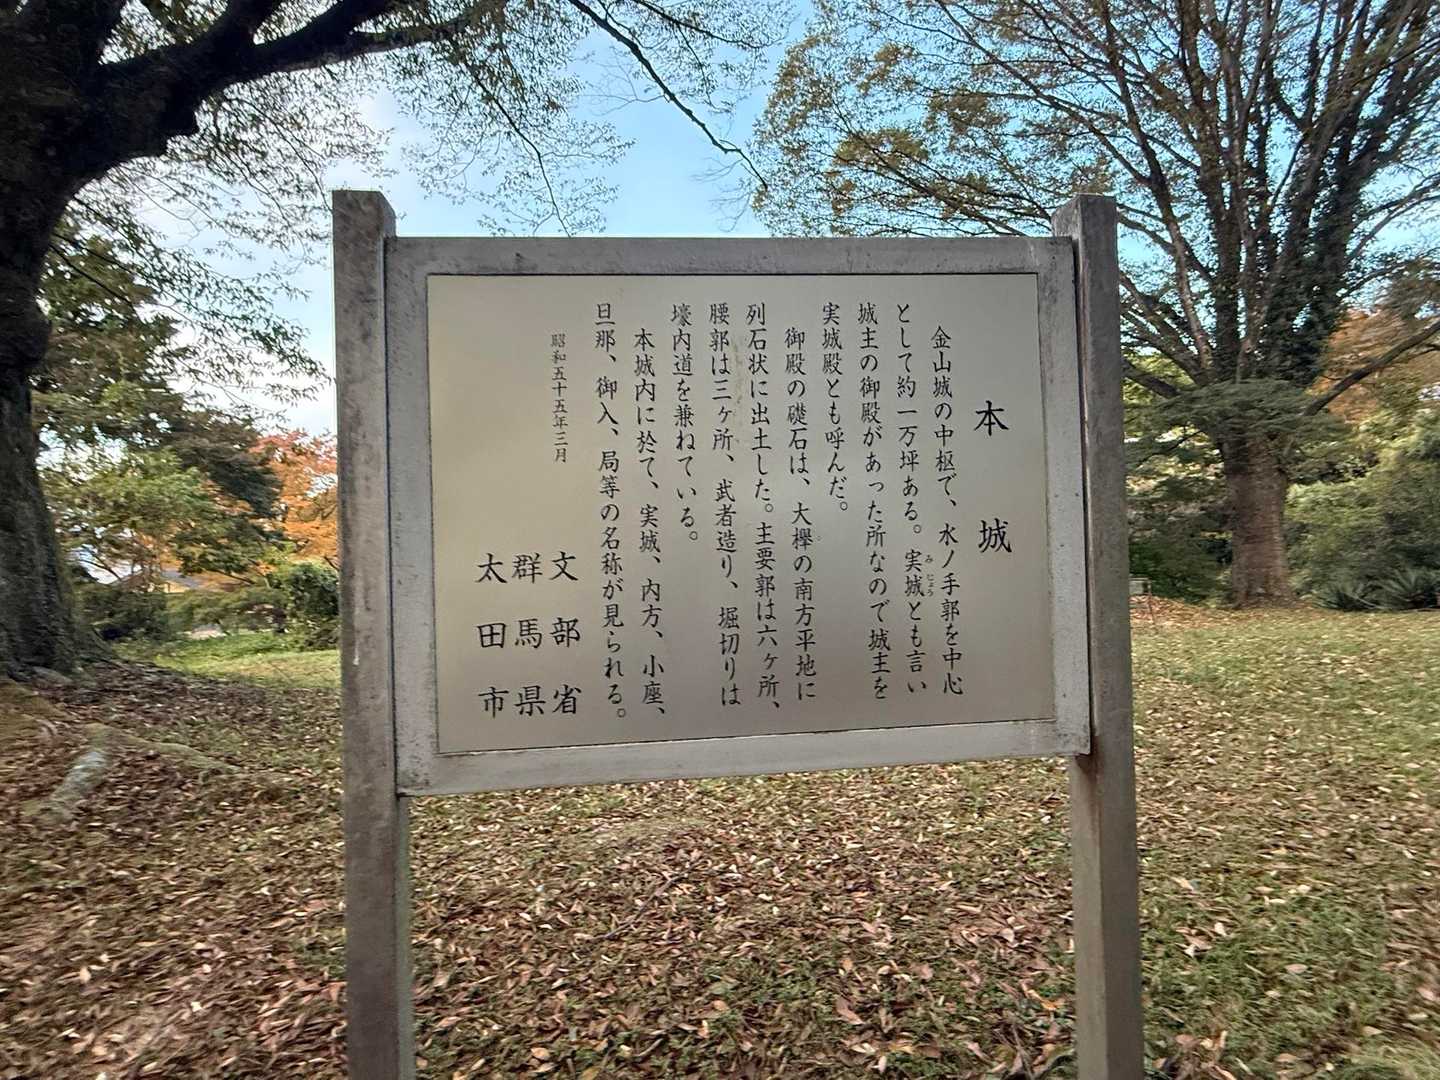 本城
金山城の中枢で、水ノ手郭を中心
として約一万坪ある。実城とも言い
みじょう
城主の御殿があった所なので城主を
実城殿とも呼んだ。
御殿の礎石は、大欅の南方平地に
列石状に出土した。主要郭は六ヶ所、
腰郭は三ヶ所、武者造り、堀切りは
壕内道を兼ねている。
本城内に於て、実城、内方、小座、
旦那、御入、局等の名称が見られる。
昭和五十五年三月
文部省
群馬県
太田市